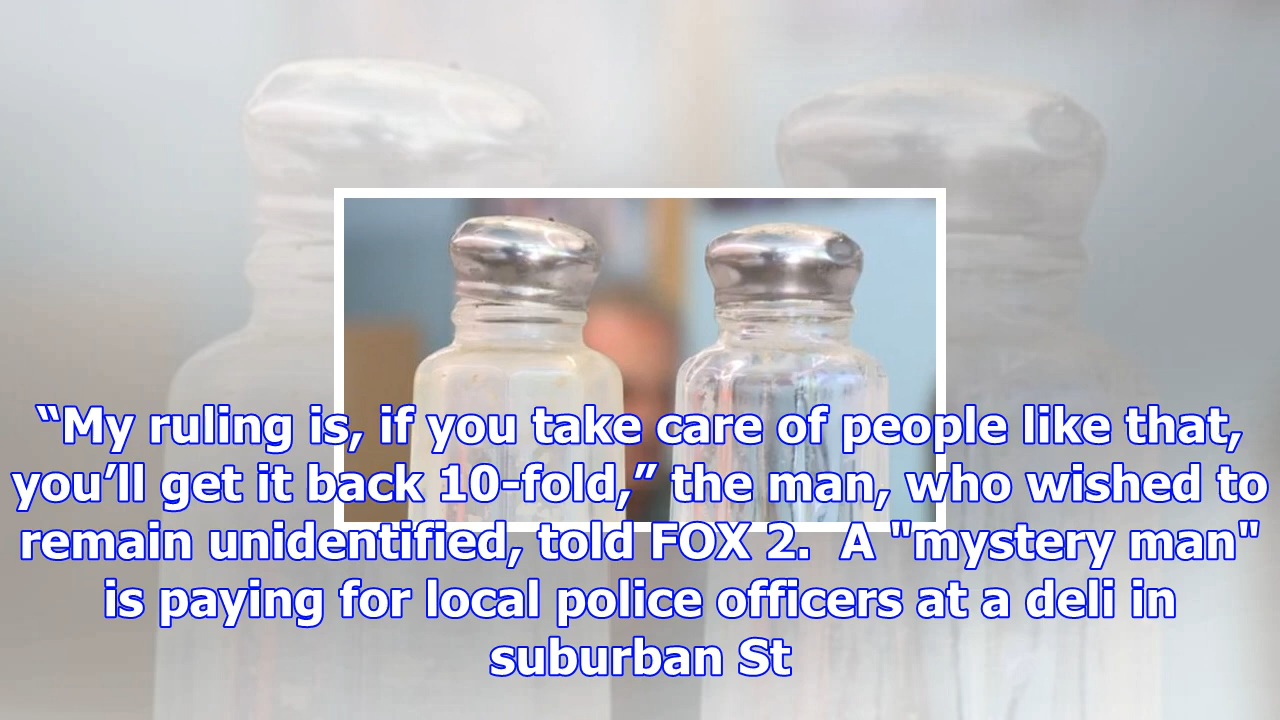 “My ruling is, if you take care of people like that,
you’ll get it back 10-fold,” the man, who wished to
remain unidentified, told FOX 2.  A "mystery man"
is paying for local police officers at a deli in
suburban St